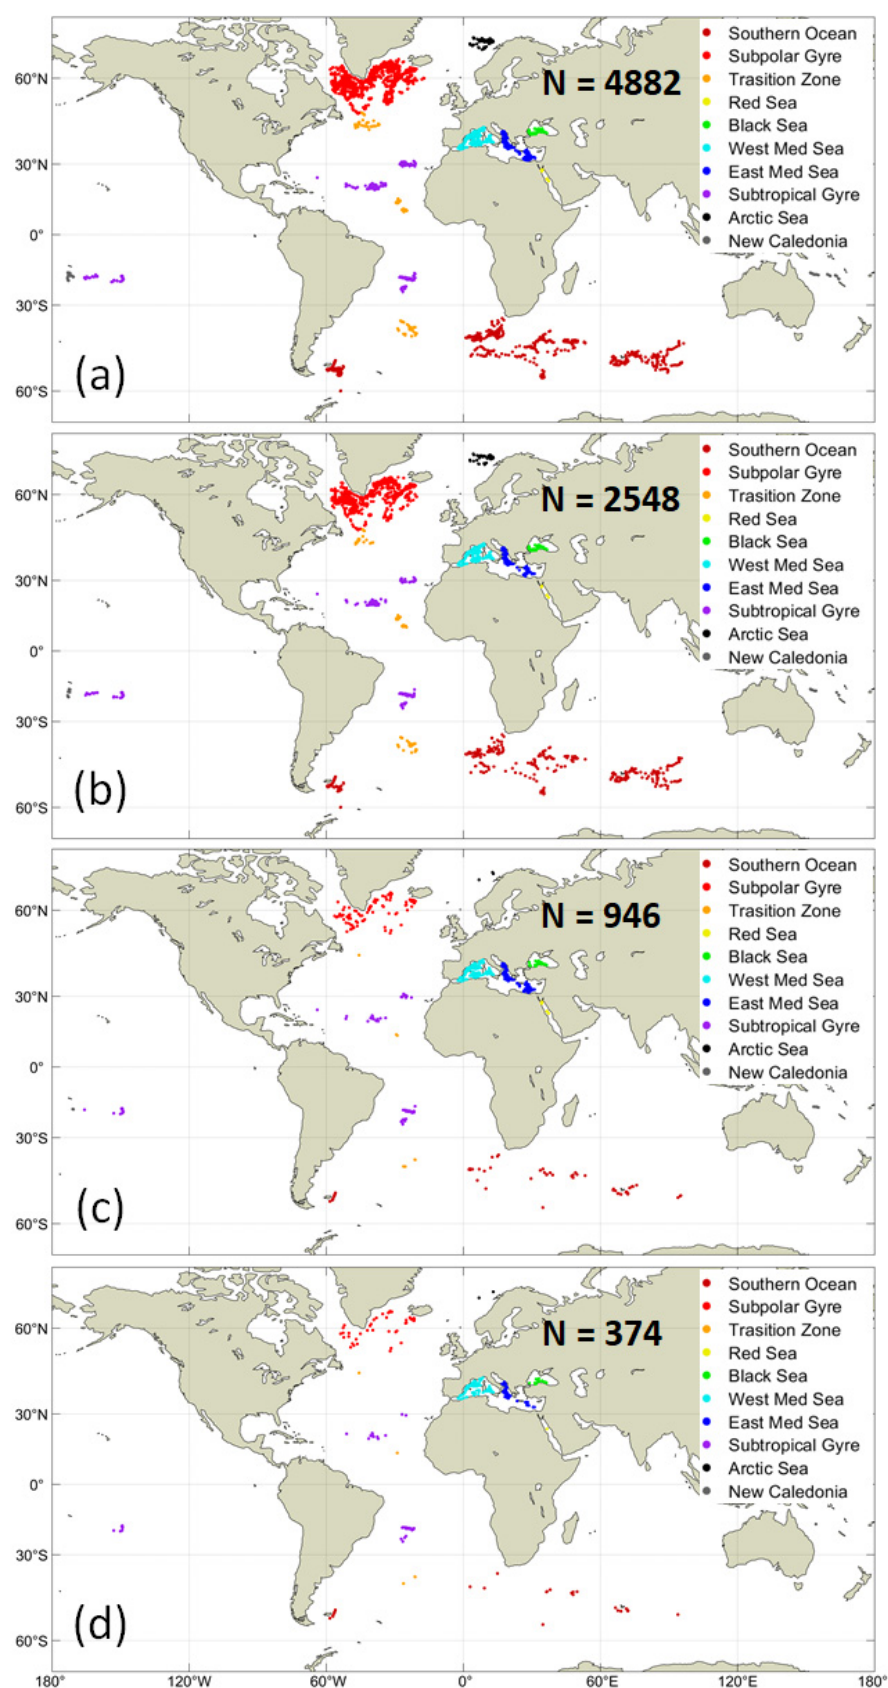 Southern Ocean
Subpolar Gyre
Trasition Zone
Red Sea
Black Sea
West Med Sea
East Med Sea
Subtropical Gyre
Arctic Sea
New Caledonia
N = 4882
60°N
30°N
0°
30°S
60°S
(a)
Southern Ocean
Subpolar Gyre
Trasition Zone
Red Sea
Black Sea
West Med Sea
East Med Sea
Subtropical Gyre
Arctic Sea
New Caledonia
N = 2548
60°N
30°N
0°
30°S
60°S
(b)
Southern Ocean
Subpolar Gyre
Trasition Zone
Red Sea
Black Sea
West Med Sea
East Med Sea
Subtropical Gyre
Arctic Sea
New Caledonia
N = 946
60°N
30°N
0°
30°S
60°S
(c)
Southern Ocean
Subpolar Gyre
Trasition Zone
Red Sea
Black Sea
West Med Sea
East Med Sea
Subtropical Gyre
Arctic Sea
New Caledonia
N = 374
60°N
30°N
0°
30°S
60°S
(d)
180° 120°W 60°W 0° 60°E 120°E 180°